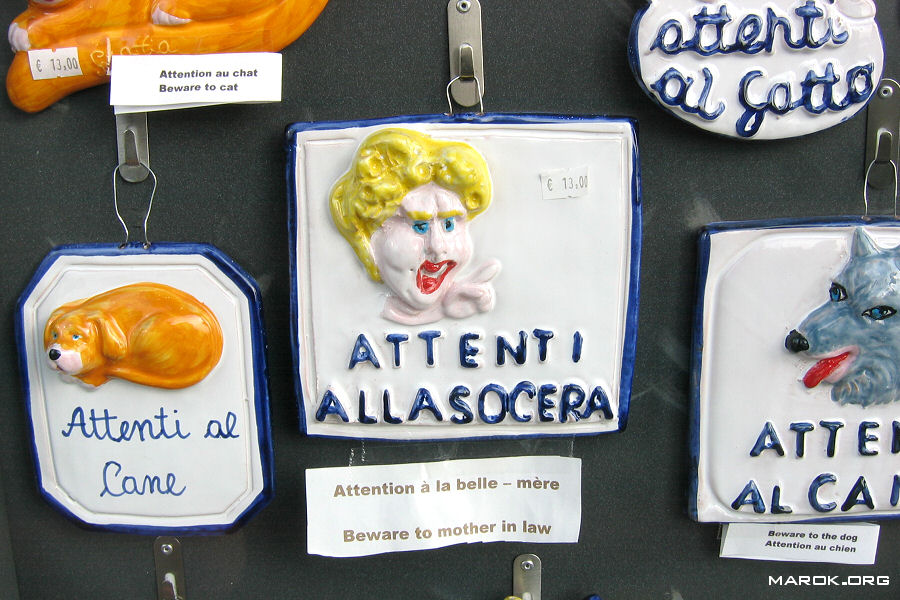 Gatta
€ 13,00
Attention au chat
Beware to cat
attenti
al gatto
€ 13,00
ATTENTI
ALLASOCERA
Attenti al
Cane
ATTEN
AL CAN
Attention à la belle – mère
Beware to mother in law
Beware to the dog
Attention au chien
MAROK.ORG